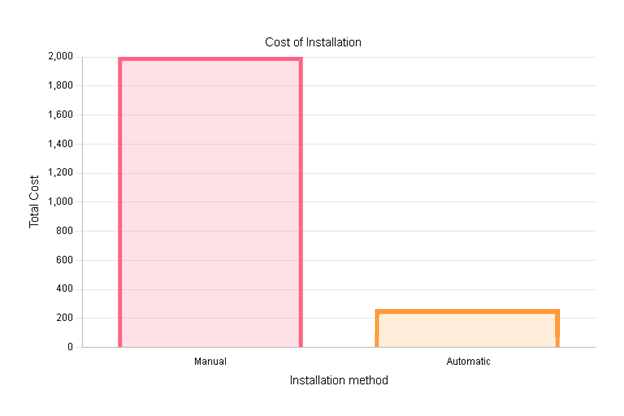 Cost of Installation
2,000
1,800
1,600
1,400
1,200
1,000
800
600
400
200
0
Total Cost
Manual
Automatic
Installation method